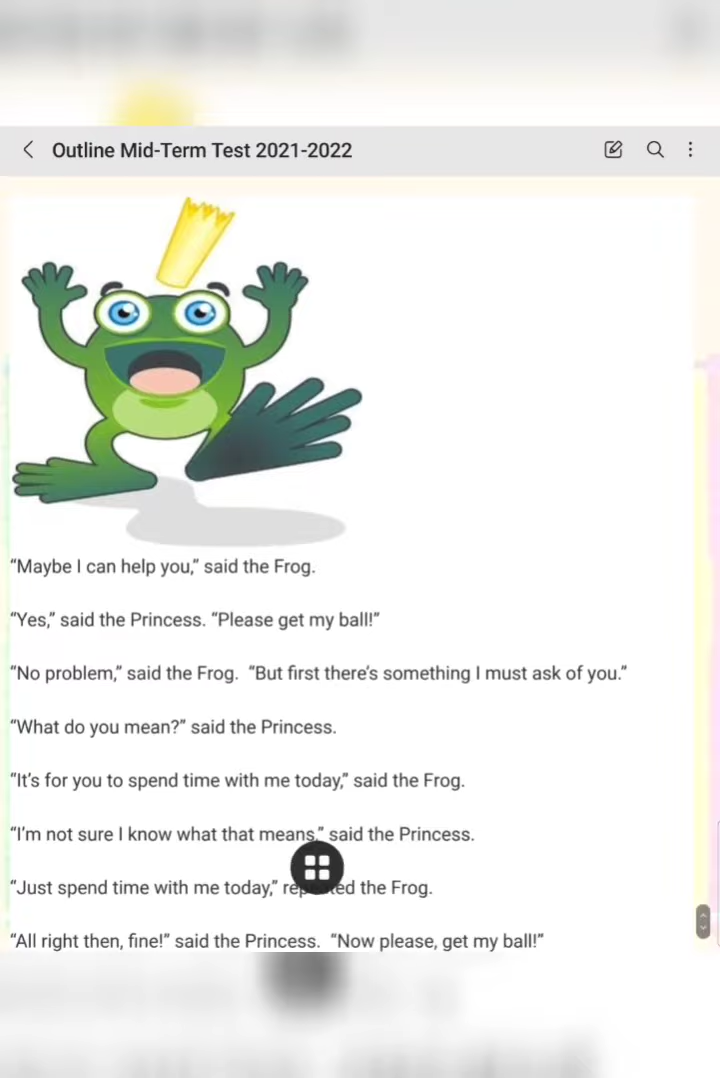 Outline Mid-Term Test 2021-2022
“Maybe I can help you,” said the Frog.
“Yes,” said the Princess. “Please get my ball!”
“No problem,” said the Frog. “But first there’s something I must ask of you.”
“What do you mean?” said the Princess.
“It’s for you to spend time with me today,” said the Frog.
“I’m not sure I know what that means,” said the Princess.
“Just spend time with me today,” repeated the Frog.
“All right then, fine!” said the Princess. “Now please, get my ball!”